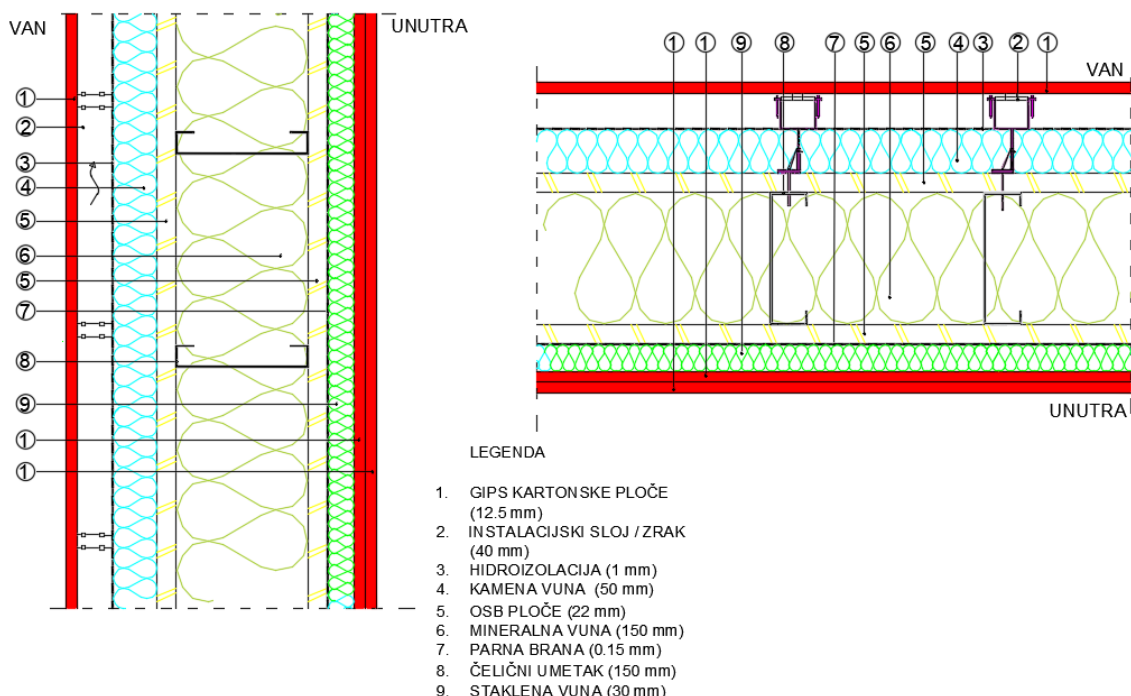 VAN
UNUTRA
①
②
③
④
⑤
⑥
⑤
⑦
⑧
⑨
①
①
① ① ⑨ ⑧ ⑦ ⑤ ⑥ ⑤ ④ ③ ② ①
VAN
UNUTRA
LEGENDA
1. GIPS KARTONSKE PLOČE
(12.5 mm)
2. INSTALACIJSKI SLOJ / ZRAK
(40 mm)
3. HIDROIZOLACIJA (1 mm)
4. KAMENA VUNA (50 mm)
5. OSB PLOČE (22 mm)
6. MINERALNA VUNA (150 mm)
7. PARNA BRANA (0.15 mm)
8. ČELIČNI UMETAK (150 mm)
9. STAKLENA VUNA (30 mm)